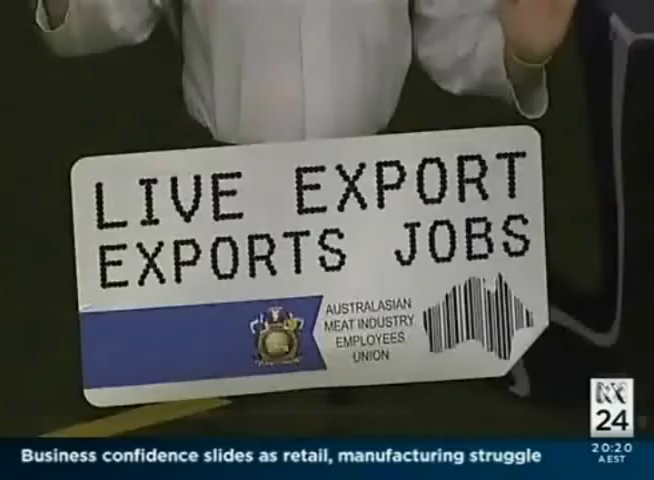 LIVE EXPORT
EXPORTS JOBS
AUSTRALASIAN
MEAT INDUSTRY
EMPLOYEES
UNION
24
20:20
AEST
Business confidence slides as retail, manufacturing struggle